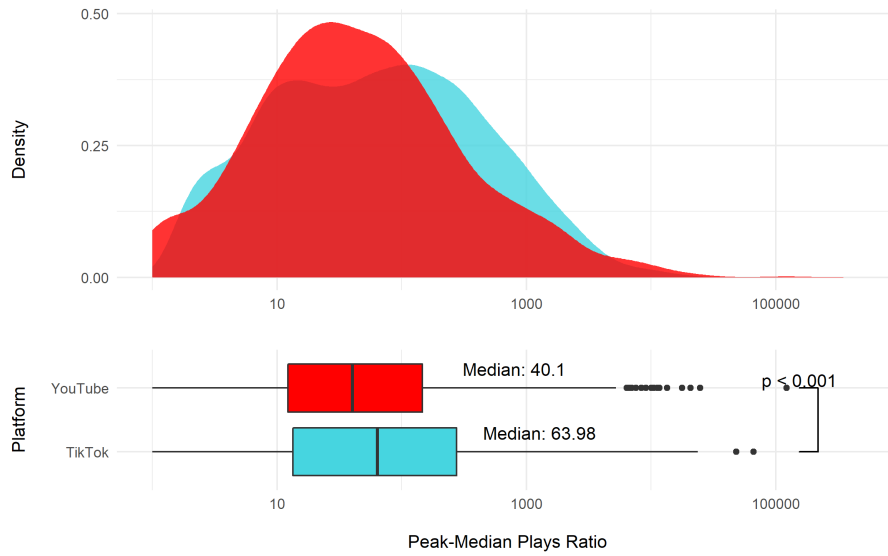 0.50
0.25
0.00
Density
10 1000 100000
YouTube
TikTok
Platform
Median: 40.1
Median: 63.98
p < 0.001
10 1000 100000
Peak-Median Plays Ratio